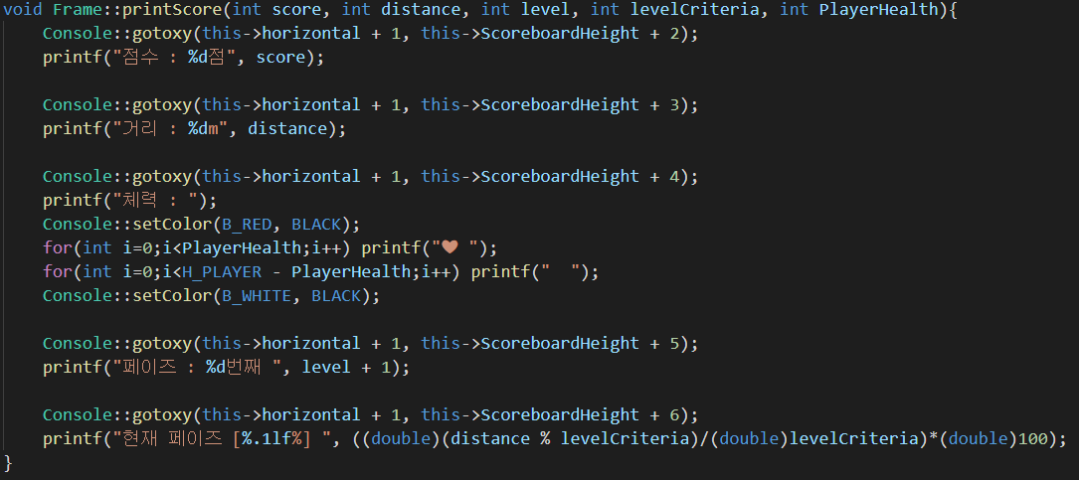 void Frame::printScore(int score, int distance, int level, int levelCriteria, int PlayerHealth){
    Console::gotoxy(this->horizontal + 1, this->ScoreboardHeight + 2);
    printf("점수 : %d점", score);

    Console::gotoxy(this->horizontal + 1, this->ScoreboardHeight + 3);
    printf("거리 : %dm", distance);

    Console::gotoxy(this->horizontal + 1, this->ScoreboardHeight + 4);
    printf("체력 : ");
    Console::setColor(B_RED, BLACK);
    for(int i=0;i<PlayerHealth;i++) printf("❤ ");
    for(int i=0;i<H_PLAYER - PlayerHealth;i++) printf("  ");
    Console::setColor(B_WHITE, BLACK);

    Console::gotoxy(this->horizontal + 1, this->ScoreboardHeight + 5);
    printf("페이즈 : %d번째 ", level + 1);

    Console::gotoxy(this->horizontal + 1, this->ScoreboardHeight + 6);
    printf("현재 페이즈 [%.1lf%] ", ((double)(distance % levelCriteria)/(double)levelCriteria)*(double)100);
}